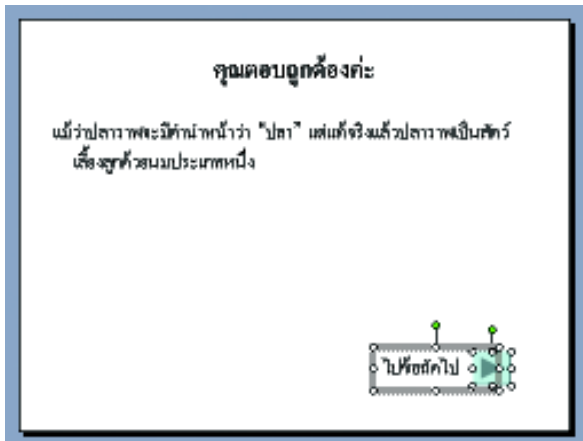 คุณตอบถูกต้องค่ะ
แม้ว่าปลาวาฬจะมีคำนำหน้าว่า "ปลา" แต่แท้จริงแล้วปลาวาฬเป็นสัตว์
เลี้ยงลูกด้วยนมประเภทหนึ่ง
ไปข้อถัดไป